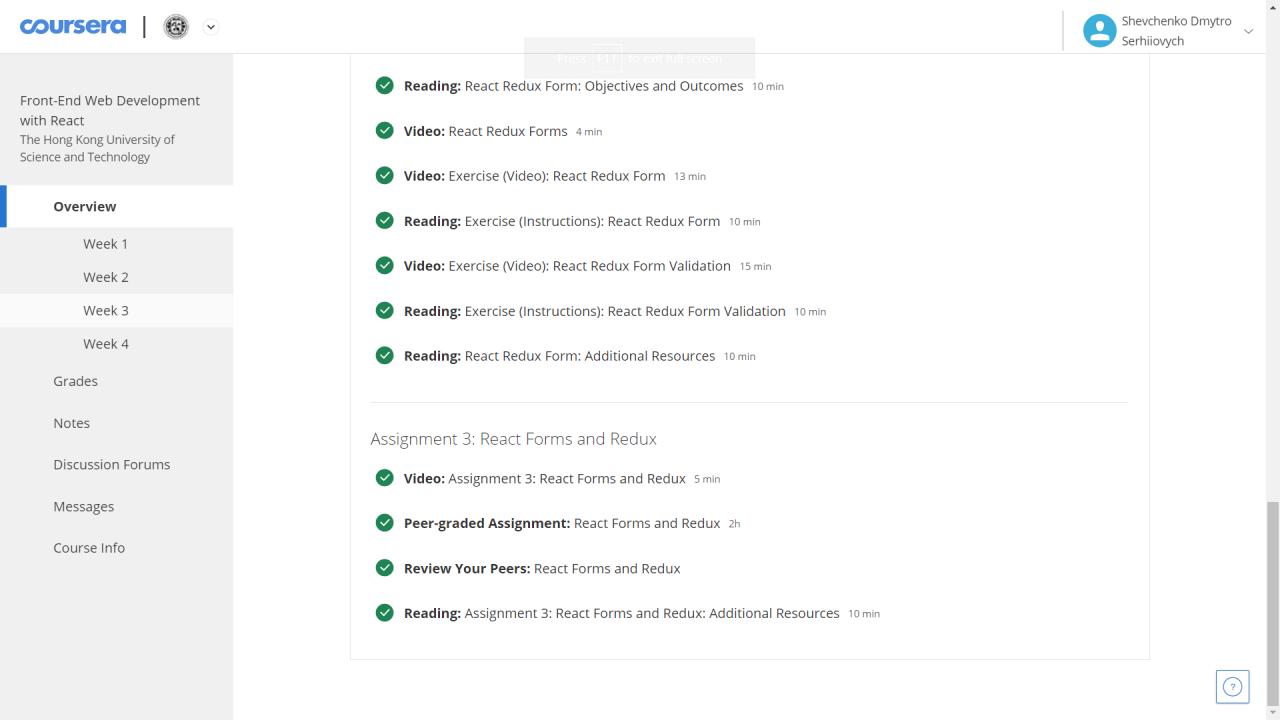 coursera
Shevchenko Dmytro
Serhiiovych
Press F11 to exit full screen
Front-End Web Development
with React
The Hong Kong University of
Science and Technology
Overview
Week 1
Week 2
Week 3
Week 4
Grades
Notes
Discussion Forums
Messages
Course Info
Reading: React Redux Form: Objectives and Outcomes 10 min
Video: React Redux Forms 4 min
Video: Exercise (Video): React Redux Form 13 min
Reading: Exercise (Instructions): React Redux Form 10 min
Video: Exercise (Video): React Redux Form Validation 15 min
Reading: Exercise (Instructions): React Redux Form Validation 10 min
Reading: React Redux Form: Additional Resources 10 min
Assignment 3: React Forms and Redux
Video: Assignment 3: React Forms and Redux 5 min
Peer-graded Assignment: React Forms and Redux 2h
Review Your Peers: React Forms and Redux
Reading: Assignment 3: React Forms and Redux: Additional Resources 10 min
?